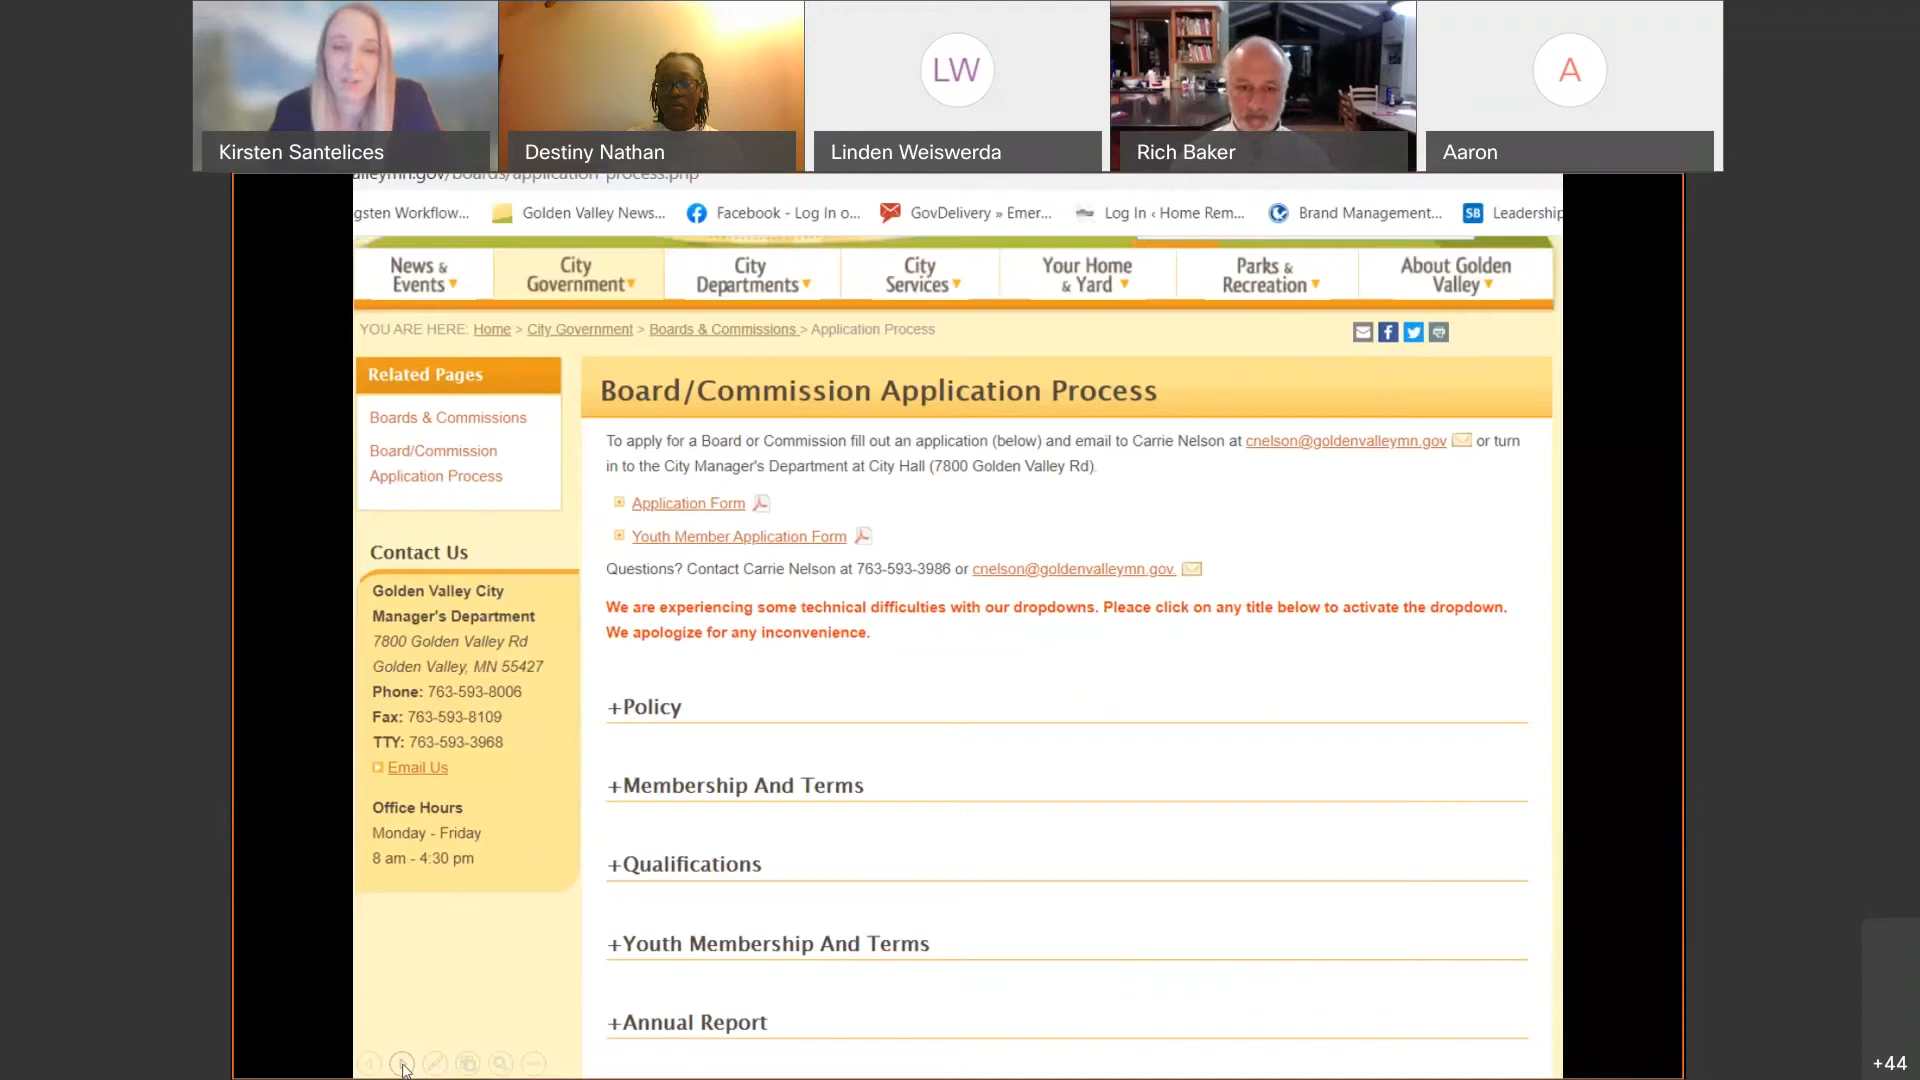 LW
A
Kirsten Santelices
Destiny Nathan
Linden Weiswerda
Rich Baker
Aaron
alleymn.gov/boards/application-process.php
gsten Workflow...
Golden Valley News...
Facebook - Log In o...
GovDelivery » Emer...
Log In ‹ Home Rem...
Brand Management...
SB
Leadership
News & Events
City Government
City Departments
City Services
Your Home & Yard
Parks & Recreation
About Golden Valley
YOU ARE HERE: Home > City Government > Boards & Commissions > Application Process
Related Pages
Boards & Commissions
Board/Commission
Application Process
Contact Us
Golden Valley City
Manager's Department
7800 Golden Valley Rd
Golden Valley, MN 55427
Phone: 763-593-8006
Fax: 763-593-8109
TTY: 763-593-3968
Email Us
Office Hours
Monday - Friday
8 am - 4:30 pm
Board/Commission Application Process
To apply for a Board or Commission fill out an application (below) and email to Carrie Nelson at cnelson@goldenvalleymn.gov or turn
in to the City Manager's Department at City Hall (7800 Golden Valley Rd).
Application Form
Youth Member Application Form
Questions? Contact Carrie Nelson at 763-593-3986 or cnelson@goldenvalleymn.gov.
We are experiencing some technical difficulties with our dropdowns. Please click on any title below to activate the dropdown.
We apologize for any inconvenience.
+Policy
+Membership And Terms
+Qualifications
+Youth Membership And Terms
+Annual Report
+44